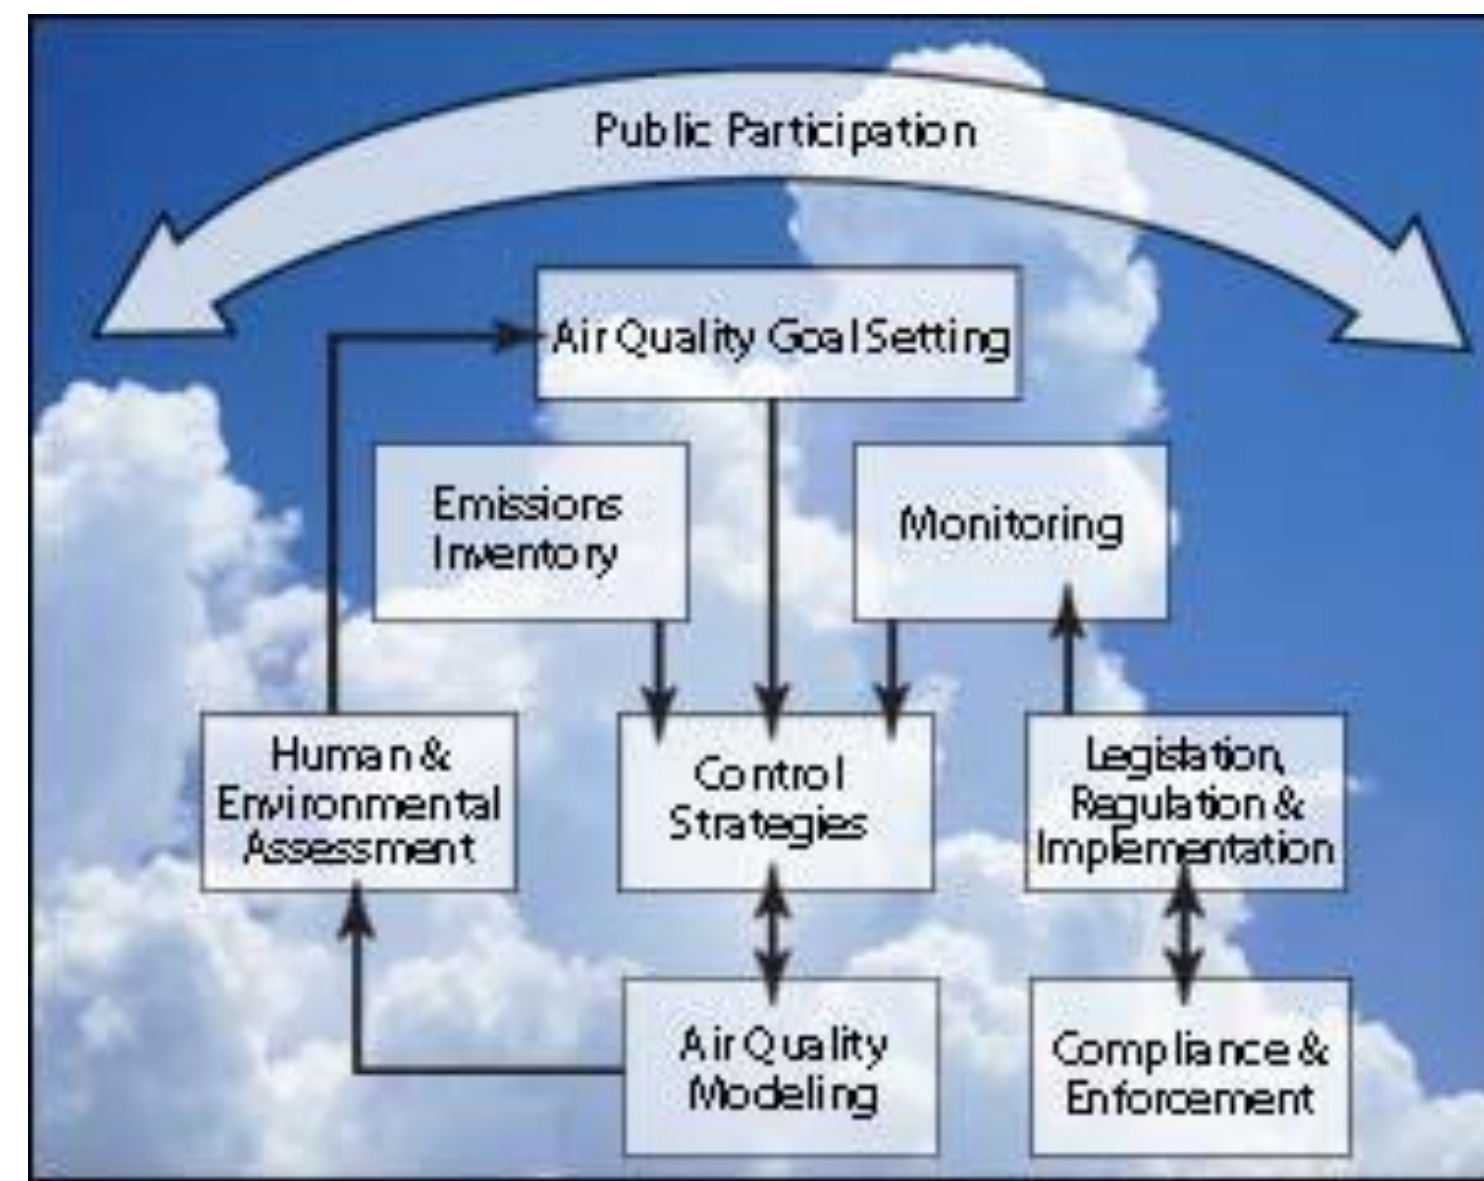 Public Participation
Air Quality Goal Setting
Emissions
Inventory
Monitoring
Human &
Environmental
Assessment
Control
Strategies
Legislation,
Regulation &
Implementation
Air Quality
Modeling
Compliance &
Enforcement